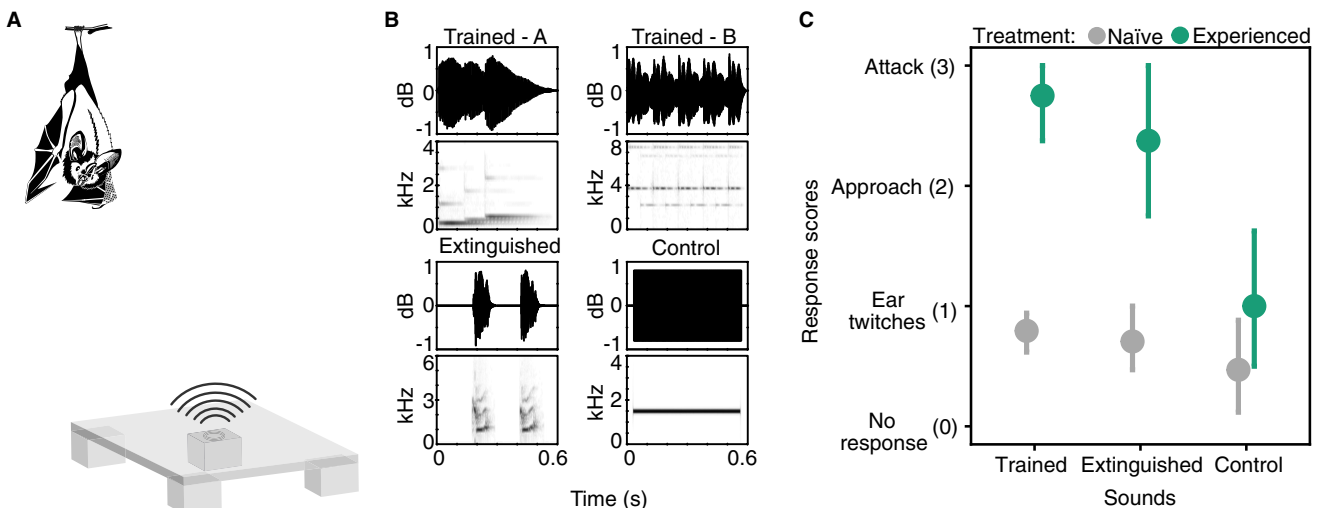 A
B
Trained - A
1
0
-1
dB
4
2
0
kHz
Trained - B
1
0
-1
dB
8
4
0
kHz
Extinguished
1
0
-1
dB
6
3
0
kHz
0
0.6
Control
1
0
-1
dB
4
2
0
kHz
0
0.6
Time (s)
C
Treatment: Naïve Experienced
Response scores
Attack (3)
Approach (2)
Ear
twitches (1)
No
response (0)
Trained Extinguished Control
Sounds